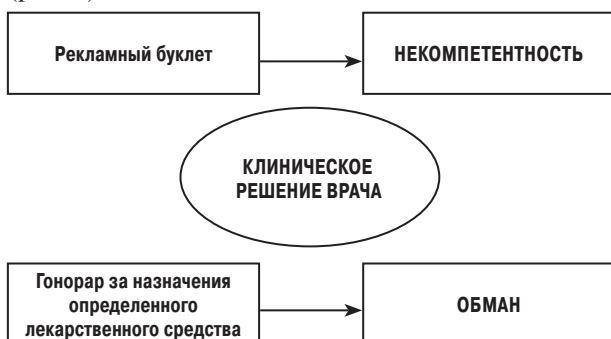 Рекламный буклет
НЕКОМПЕТЕНТНОСТЬ
КЛИНИЧЕСКОЕ
РЕШЕНИЕ ВРАЧА
Гонорар за назначения
определенного
лекарственного средства
ОБМАН